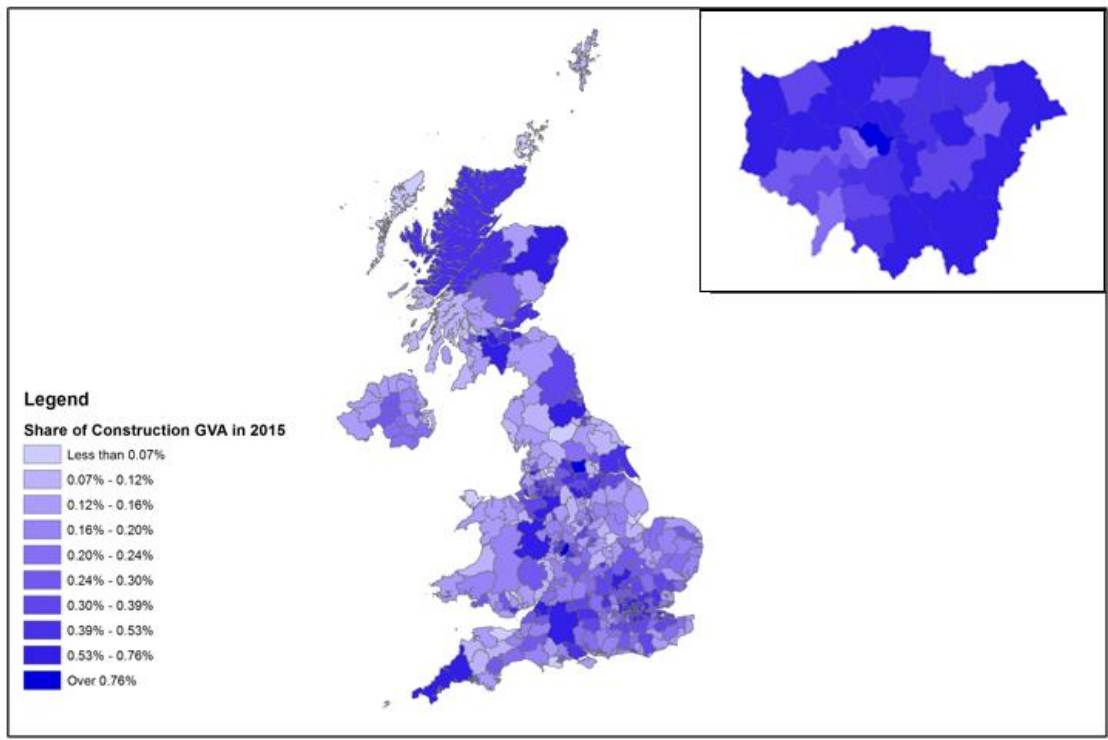 Legend
Share of Construction GVA in 2015
Less than 0.07%
0.07% - 0.12%
0.12% - 0.16%
0.16% - 0.20%
0.20% - 0.24%
0.24% - 0.30%
0.30% - 0.39%
0.39% - 0.53%
0.53% - 0.76%
Over 0.76%